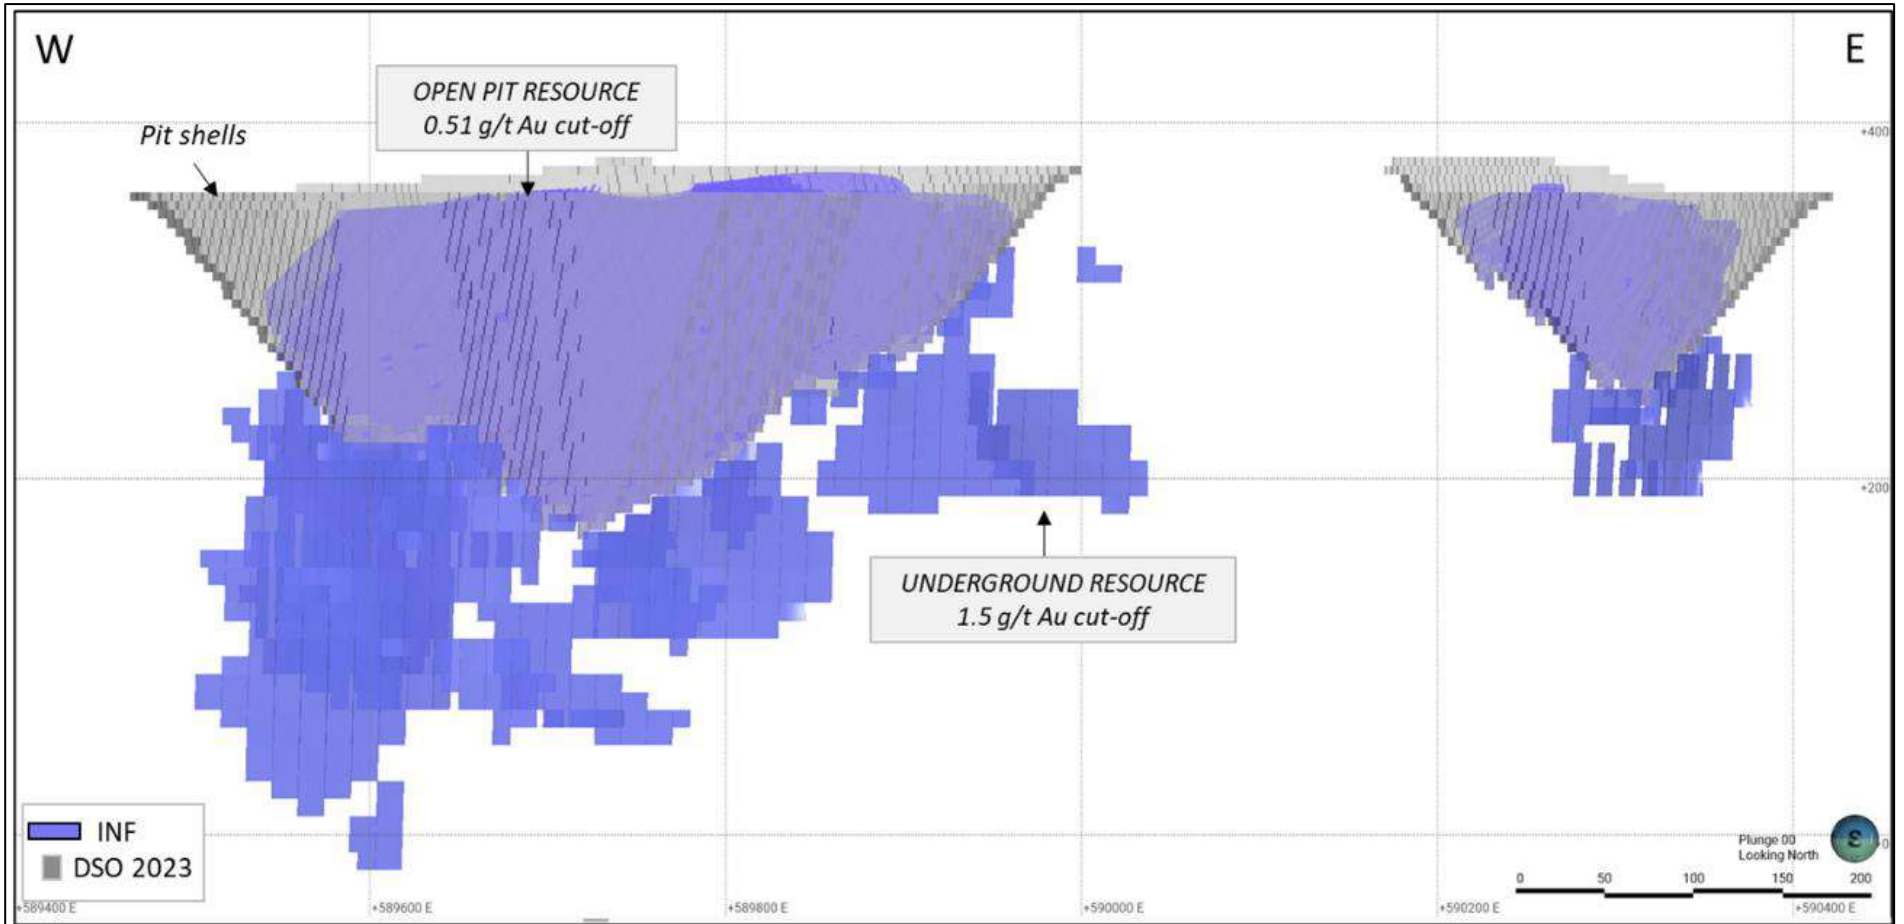 W
E
OPEN PIT RESOURCE
0.51 g/t Au cut-off
Pit shells
+400
+200
UNDERGROUND RESOURCE
1.5 g/t Au cut-off
INF
DSO 2023
Plunge 00
Looking North
+0
0 50 100 150 200
+589400 E +589600 E +589800 E +590000 E +590200 E +590400 E